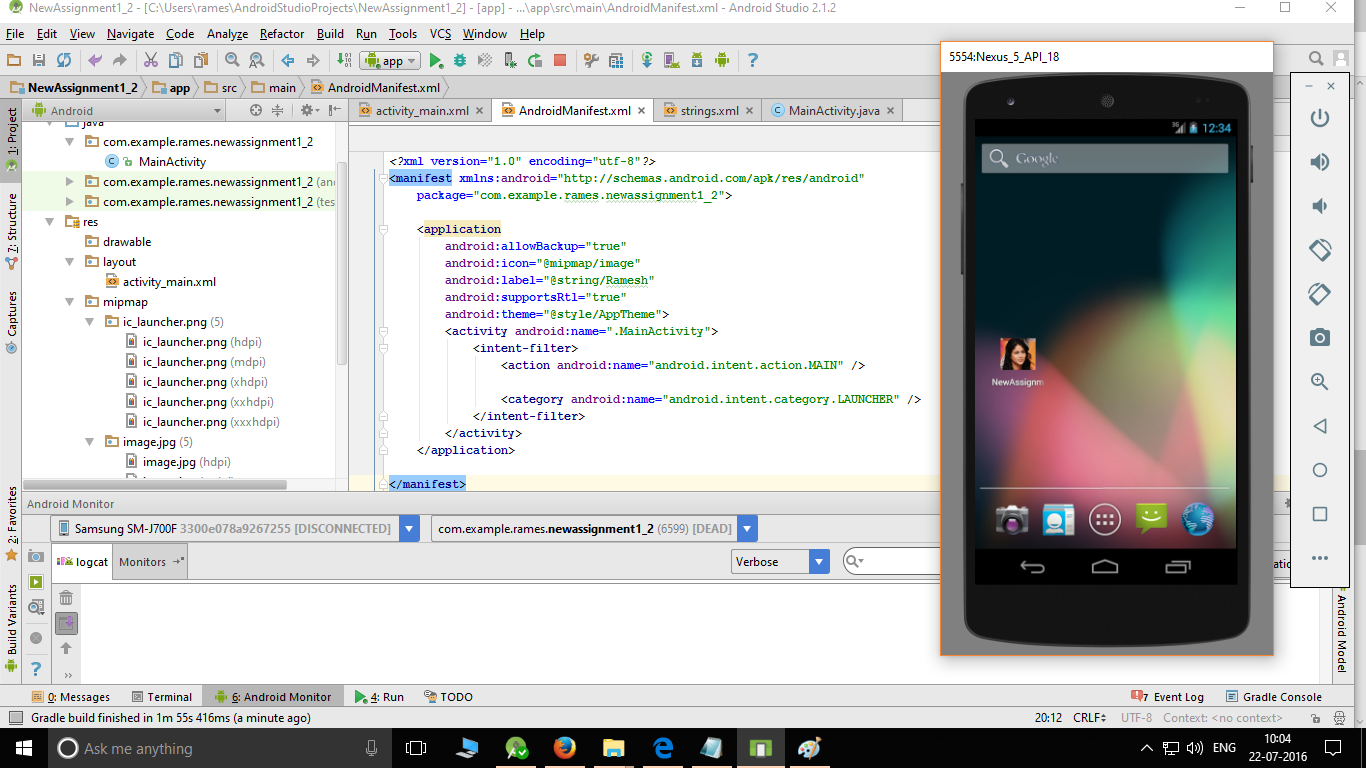 NewAssignment1_2 - [C:\Users\rames\AndroidStudioProjects\NewAssignment1_2] - [app] - ...\app\src\main\AndroidManifest.xml - Android Studio 2.1.2
File Edit View Navigate Code Analyze Refactor Build Run Tools VCS Window Help
app
NewAssignment1_2 app src main AndroidManifest.xml
Android
activity_main.xml AndroidManifest.xml strings.xml MainActivity.java
1: Project
7: Structure
Captures
2: Favorites
Build Variants
java
com.example.rames.newassignment1_2
MainActivity
com.example.rames.newassignment1_2 (an
com.example.rames.newassignment1_2 (tes
res
drawable
layout
activity_main.xml
mipmap
ic_launcher.png (5)
ic_launcher.png (hdpi)
ic_launcher.png (mdpi)
ic_launcher.png (xhdpi)
ic_launcher.png (xxhdpi)
ic_launcher.png (xxxhdpi)
image.jpg (5)
image.jpg (hdpi)
<?xml version="1.0" encoding="utf-8"?>
<manifest xmlns:android="http://schemas.android.com/apk/res/android"
package="com.example.rames.newassignment1_2">
<application
android:allowBackup="true"
android:icon="@mipmap/image"
android:label="@string/Ramesh"
android:supportsRtl="true"
android:theme="@style/AppTheme">
<activity android:name=".MainActivity">
<intent-filter>
<action android:name="android.intent.action.MAIN" />
<category android:name="android.intent.category.LAUNCHER" />
</intent-filter>
</activity>
</application>
</manifest>
5554:Nexus_5_API_18
3G 12:34
Google
NewAssignm
Android Monitor
Samsung SM-J700F 3300e078a9267255 [DISCONNECTED] com.example.rames.newassignment1_2 (6599) [DEAD]
logcat Monitors Verbose
Android Model
0: Messages Terminal 6: Android Monitor 4: Run TODO 7 Event Log Gradle Console
Gradle build finished in 1m 55s 416ms (a minute ago) 20:12 CRLF UTF-8 Context: <no context>
Ask me anything ENG 10:04
22-07-2016